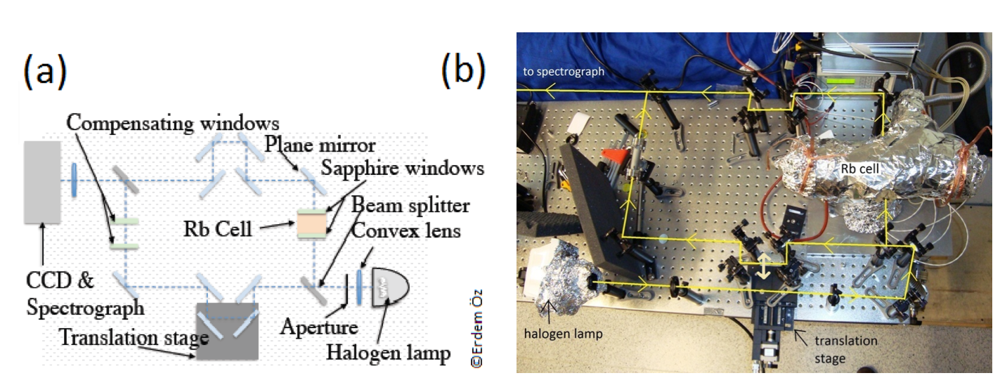 (a)
Compensating windows
Plane mirror
Sapphire windows
Beam splitter
Rb Cell
Convex lens
CCD &
Spectrograph
Translation stage
Aperture
Halogen lamp
©Erdem Öz
(b)
to spectrograph
Rb cell
halogen lamp
translation
stage